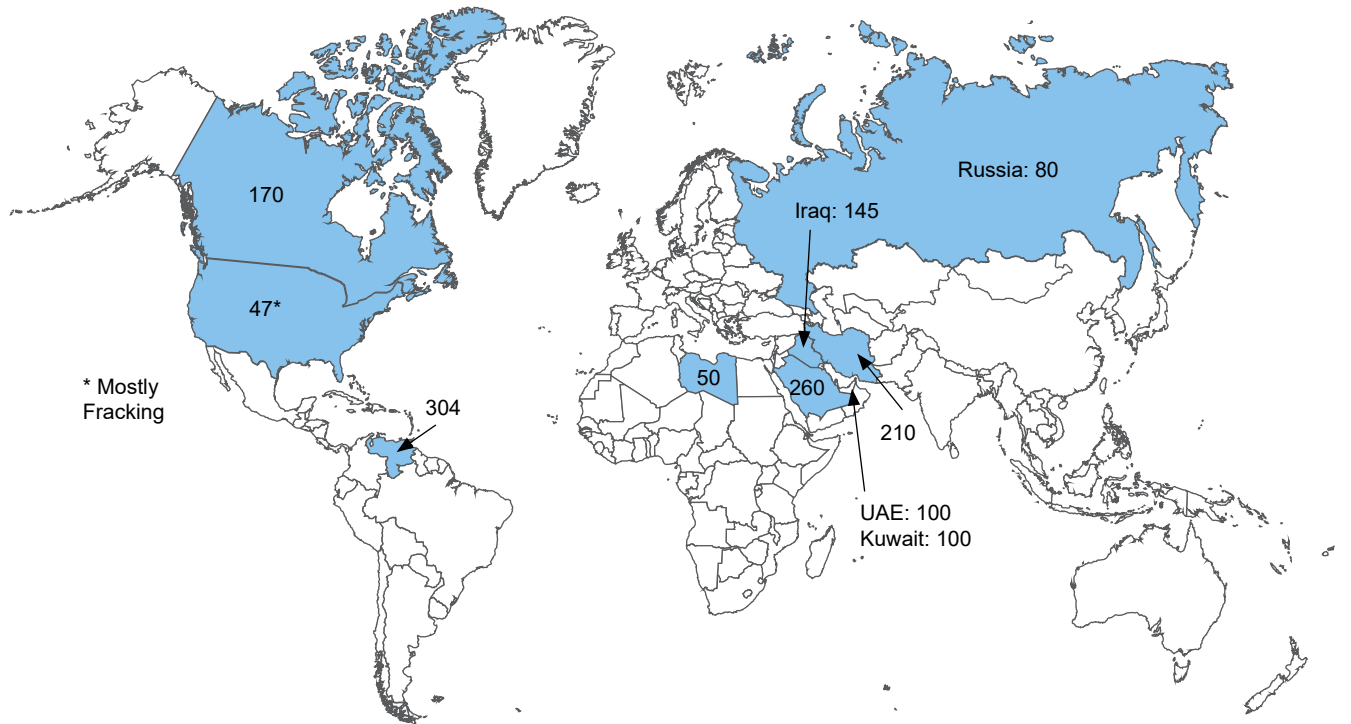 170
Russia: 80
Iraq: 145
47*
* Mostly
Fracking
50
260
304
210
UAE: 100
Kuwait: 100